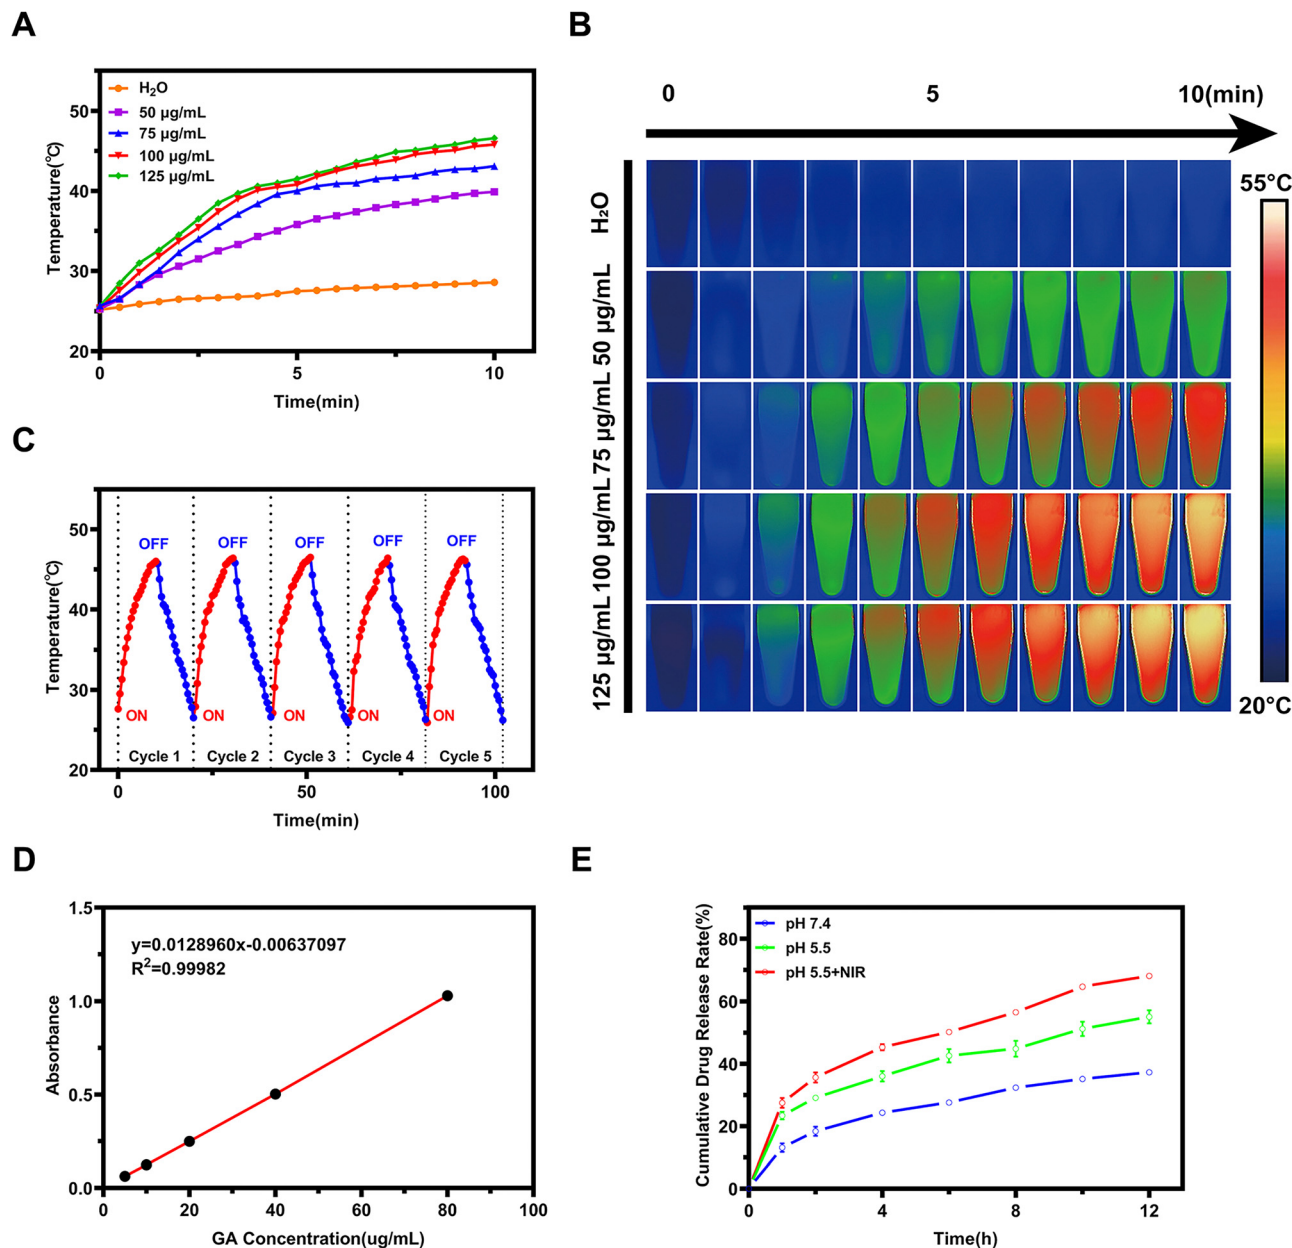 A
Temperature(℃)
50
40
30
20
0
5
10
Time(min)
H₂O
50 μg/mL
75 μg/mL
100 μg/mL
125 μg/mL
B
0
5
10(min)
H₂O
50 μg/mL
75 μg/mL
100 μg/mL
125 μg/mL
55°C
20°C
C
Temperature(℃)
50
40
30
20
OFF
OFF
OFF
OFF
OFF
ON
ON
ON
ON
ON
Cycle 1
Cycle 2
Cycle 3
Cycle 4
Cycle 5
0
50
100
Time(min)
D
Absorbance
1.5
1.0
0.5
0.0
y=0.0128960x-0.00637097
R²=0.99982
0
20
40
60
80
100
GA Concentration(ug/mL)
E
Cumulative Drug Release Rate(%)
80
60
40
20
0
pH 7.4
pH 5.5
pH 5.5+NIR
0
4
8
12
Time(h)